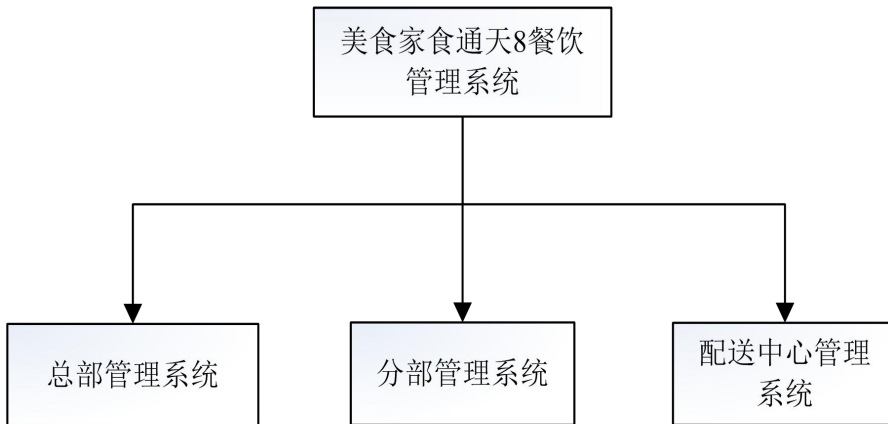 美食家食通天8餐饮
管理系统
总部管理系统
分部管理系统
配送中心管理
系统